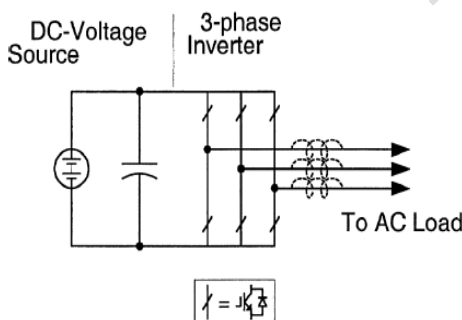 DC-Voltage
Source
3-phase
Inverter
To AC Load
=